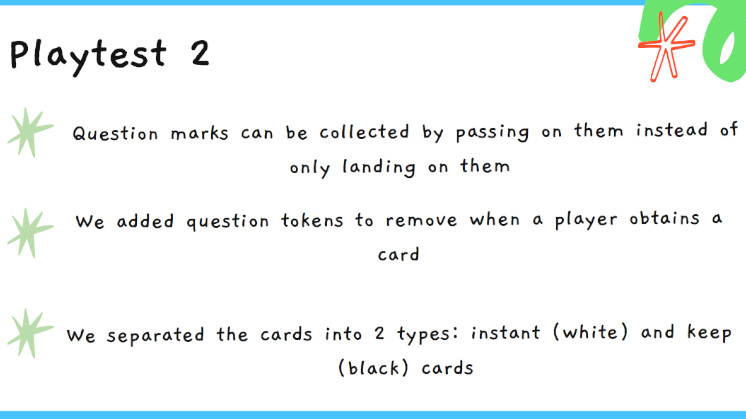 Playtest 2
Question marks can be collected by passing on them instead of
only landing on them
We added question tokens to remove when a player obtains a
card
We separated the cards into 2 types: instant (white) and keep
(black) cards